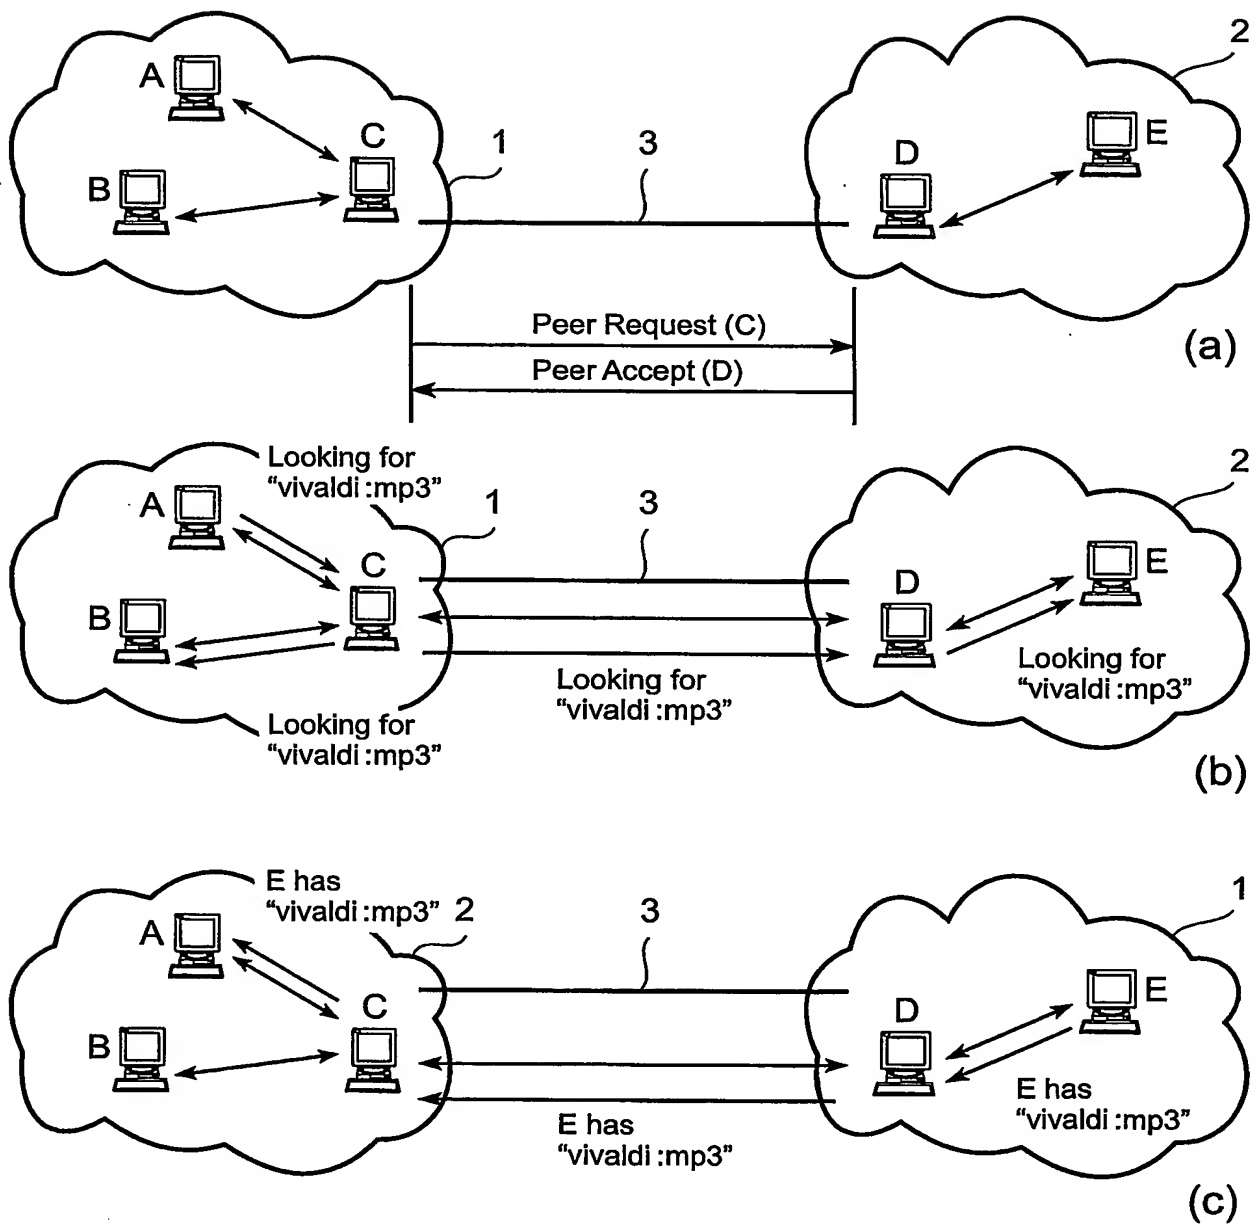 2
A
C
1
3
E
D
B
Peer Request (C)
(a)
Peer Accept (D)
Looking for
“vivaldi :mp3”
2
A
1
3
C
E
D
B
Looking for
“vivaldi :mp3”
Looking for
“vivaldi :mp3”
Looking for
“vivaldi :mp3”
(b)
E has
“vivaldi :mp3”
2
3
1
A
C
E
D
B
E has
“vivaldi :mp3”
E has
“vivaldi :mp3”
(c)